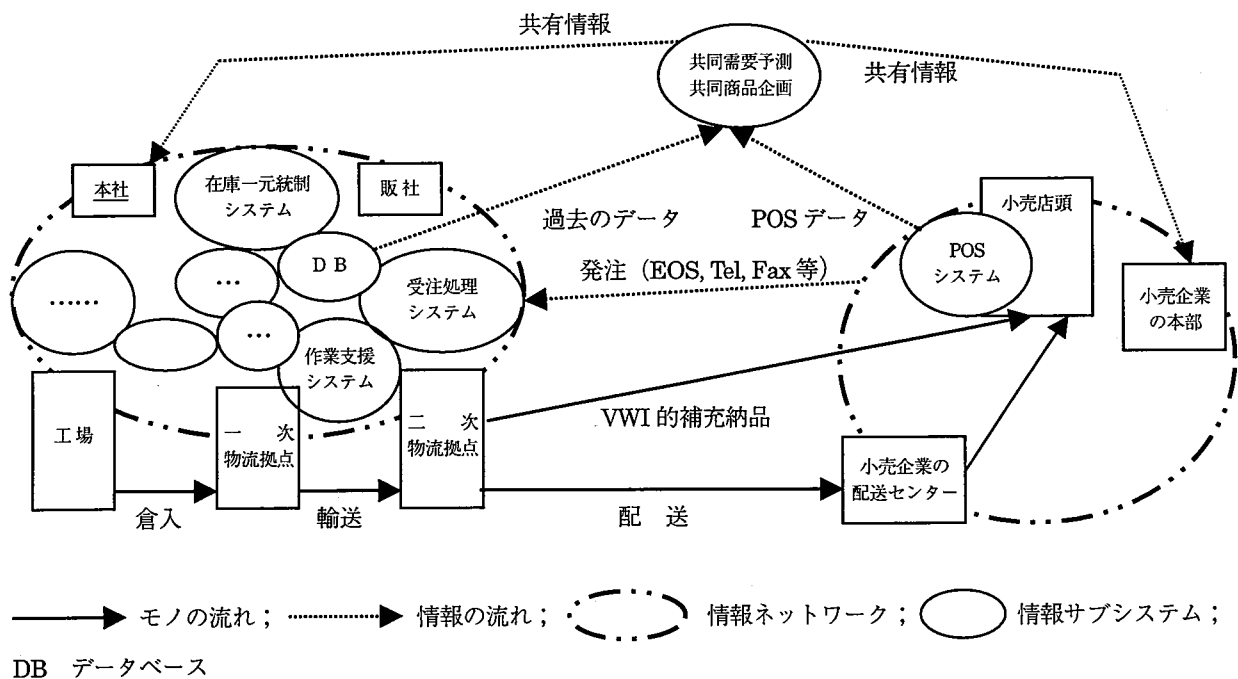 共有情報
共同需要予測
共同商品企画
共有情報
本社
在庫一元統制
システム
販社
過去のデータ
POS データ
小売店頭
POS
システム
DB
……
…
…
受注処理
システム
発注（EOS, Tel, Fax 等）
小売企業
の本部
作業支援
システム
工場
一次
物流拠点
二次
物流拠点
VWI 的補充納品
小売企業の
配送センター
倉入
輸送
配送
モノの流れ；
情報の流れ；
情報ネットワーク；
情報サブシステム；
DB データベース